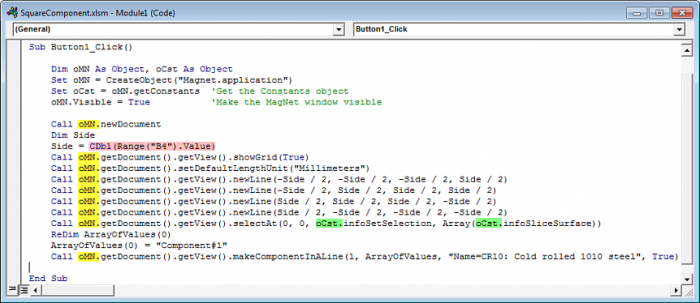 SquareComponent.xlsm - Module1 (Code)
(General) Button1_Click
Sub Button1_Click()
Dim oMN As Object, oCst As Object
Set oMN = CreateObject("Magnet.application")
Set oCst = oMN.getConstants 'Get the Constants object
oMN.Visible = True 'Make the MagNet window visible
Call oMN.newDocument
Dim Side
Side = CDbl(Range("B4").Value)
Call oMN.getDocument().getView().showGrid(True)
Call oMN.getDocument().setDefaultLengthUnit("Millimeters")
Call oMN.getDocument().getView().newLine(-Side / 2, -Side / 2, -Side / 2, Side / 2)
Call oMN.getDocument().getView().newLine(-Side / 2, Side / 2, Side / 2, Side / 2)
Call oMN.getDocument().getView().newLine(Side / 2, Side / 2, Side / 2, -Side / 2)
Call oMN.getDocument().getView().newLine(Side / 2, -Side / 2, -Side / 2, -Side / 2)
Call oMN.getDocument().getView().selectAt(0, 0, oCst.infoSetSelection, Array(oCst.infoSliceSurface))
ReDim ArrayOfValues(0)
ArrayOfValues(0) = "Component#1"
Call oMN.getDocument().getView().makeComponentInALine(1, ArrayOfValues, "Name=CR10: Cold rolled 1010 steel", True)
End Sub